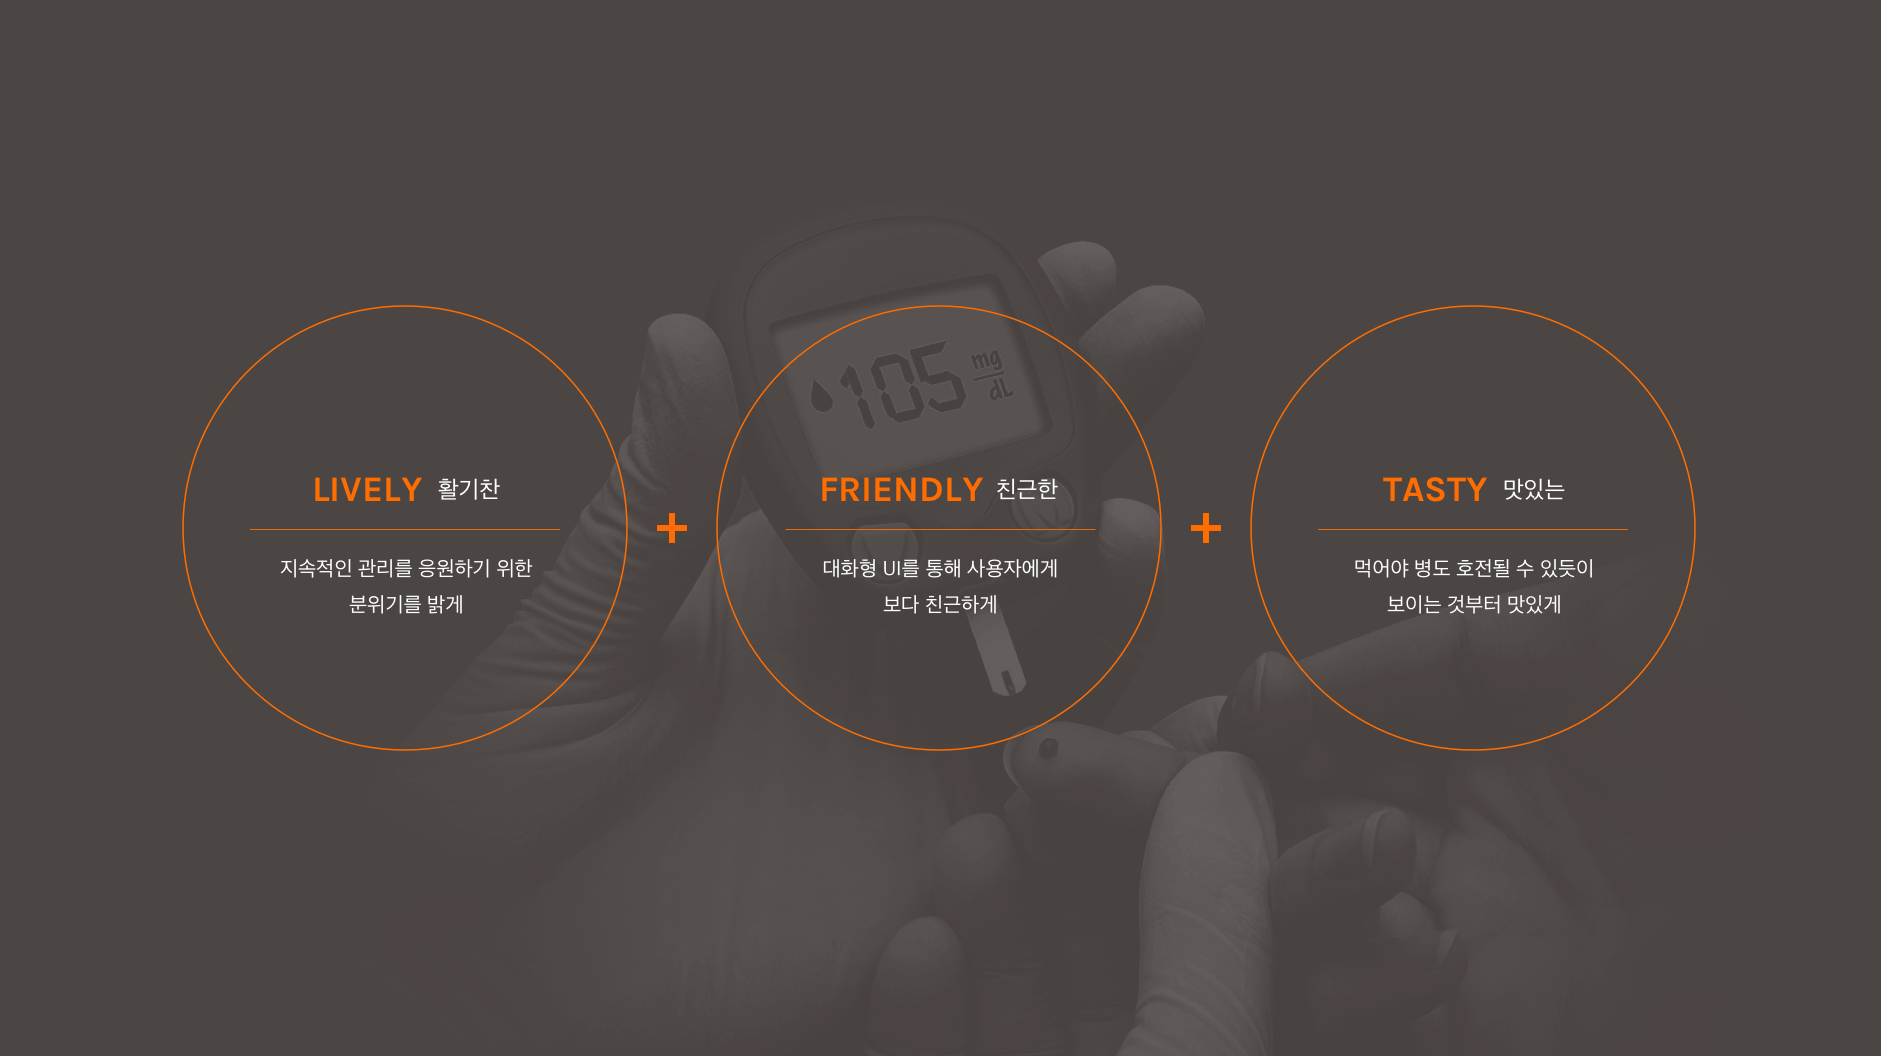 105 mg/dL
LIVELY 활기찬
지속적인 관리를 응원하기 위한
분위기를 밝게
+
FRIENDLY 친근한
대화형 UI를 통해 사용자에게
보다 친근하게
+
TASTY 맛있는
먹어야 병도 호전될 수 있듯이
보이는 것부터 맛있게